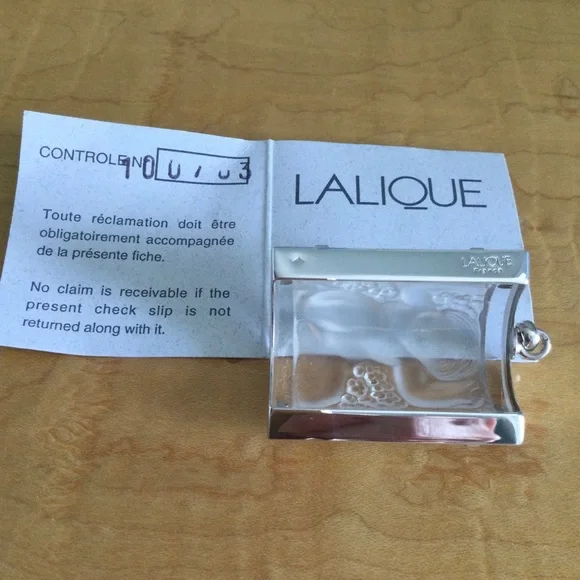 CONTROLE No
LALIQUE
Toute réclamation doit être
obligatoirement accompagnée
de la présente fiche.
No claim is receivable if the
present check slip is not
returned along with it.
LALIQUE